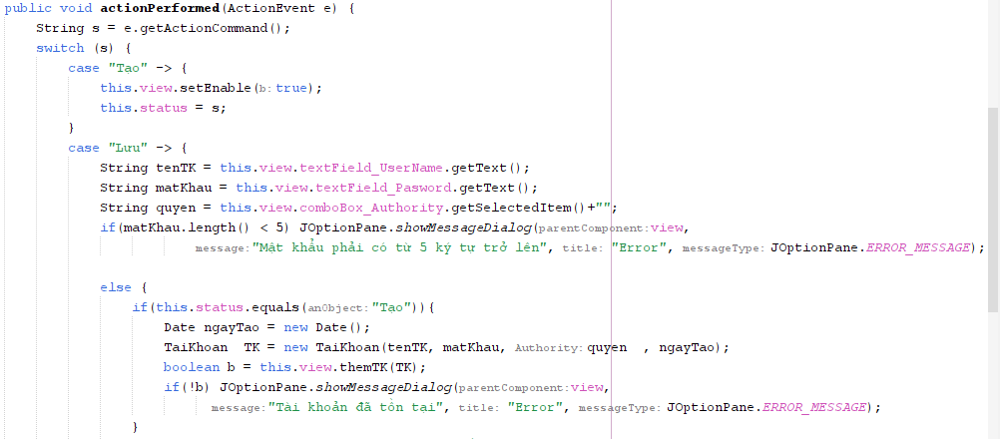 public void actionPerformed(ActionEvent e) {
String s = e.getActionCommand();
switch (s) {
case "Tạo" -> {
this.view.setEnable(b: true);
this.status = s;
}
case "Lưu" -> {
String tenTK = this.view.textField_UserName.getText();
String matKhau = this.view.textField_Pasword.getText();
String quyen = this.view.comboBox_Authority.getSelectedItem()+"";
if(matKhau.length() < 5) JOptionPane.showMessageDialog(parentComponent: view,
message: "Mật khẩu phải có từ 5 ký tự trở lên", title: "Error", messageType: JOptionPane.ERROR_MESSAGE);
else {
if(this.status.equals(anObject: "Tạo")){
Date ngayTao = new Date();
TaiKhoan  TK = new TaiKhoan(tenTK, matKhau, Authority: quyen  , ngayTao);
boolean b = this.view.themTK(TK);
if(!b) JOptionPane.showMessageDialog(parentComponent: view,
message: "Tài khoản đã tồn tại", title: "Error", messageType: JOptionPane.ERROR_MESSAGE);
}